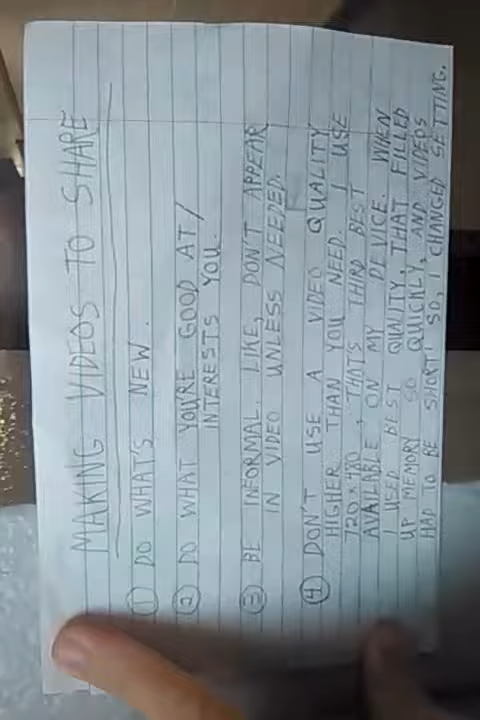 MAKING VIDEOS TO SHARE
① DO WHAT'S NEW.
② DO WHAT YOU'RE GOOD AT/
INTERESTS YOU.
③ BE INFORMAL. LIKE, DON'T APPEAR
IN VIDEO UNLESS NEEDED.
④ DON'T USE A VIDEO QUALITY
HIGHER THAN YOU NEED. I USE
720x480, THAT'S THIRD BEST
AVAILABLE ON MY DEVICE. WHEN
I USED BEST QUALITY, THAT FILLED
UP MEMORY SO QUICKLY, AND VIDEOS
HAD TO BE SHORT! SO, I CHANGED SETTING.